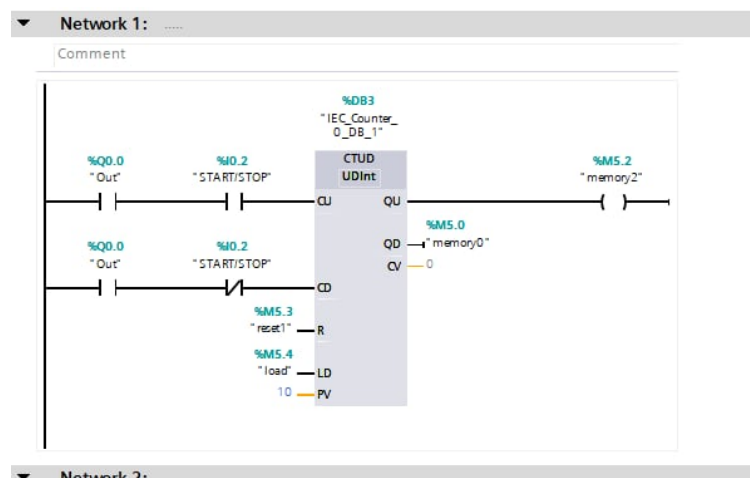 Network 1: .....
Comment
%DB3
"IEC_Counter_
0_DB_1"
%Q0.0 %I0.2 CTUD %M5.2
"Out" "START/STOP" UDInt "memory2"
CU QU
%M5.0
%Q0.0 %I0.2 QD "memory0"
"Out" "START/STOP" CV 0
CD
%M5.3
"reset1" R
%M5.4
"load" LD
10 PV
Network 2: